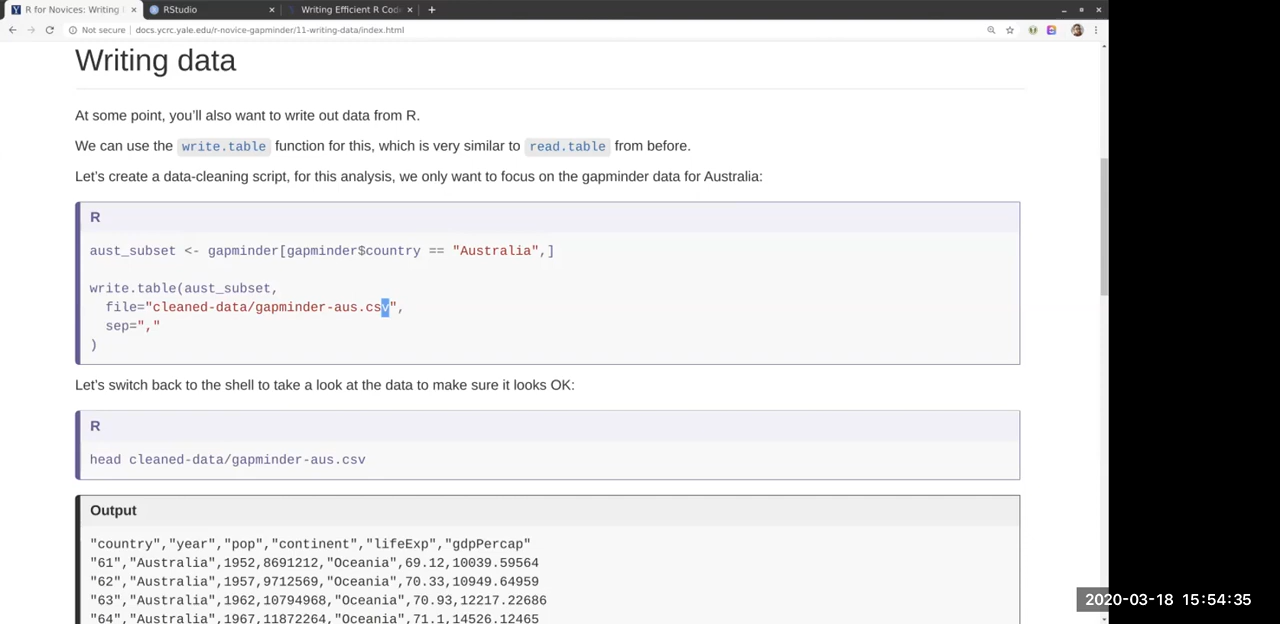 R for Novices: Writing
RStudio
Writing Efficient R Cod
Not secure | docs.ycrc.yale.edu/r-novice-gapminder/11-writing-data/index.html
Writing data
At some point, you'll also want to write out data from R.
We can use the write.table function for this, which is very similar to read.table from before.
Let's create a data-cleaning script, for this analysis, we only want to focus on the gapminder data for Australia:
R
aust_subset <- gapminder[gapminder$country == "Australia",]
write.table(aust_subset,
file="cleaned-data/gapminder-aus.csv",
sep=","
)
Let's switch back to the shell to take a look at the data to make sure it looks OK:
R
head cleaned-data/gapminder-aus.csv
Output
"country","year","pop","continent","lifeExp","gdpPercap"
"61","Australia",1952,8691212,"Oceania",69.12,10039.59564
"62","Australia",1957,9712569,"Oceania",70.33,10949.64959
"63","Australia",1962,10794968,"Oceania",70.93,12217.22686
"64","Australia",1967,11872264,"Oceania",71.1,14526.12465
2020-03-18 15:54:35